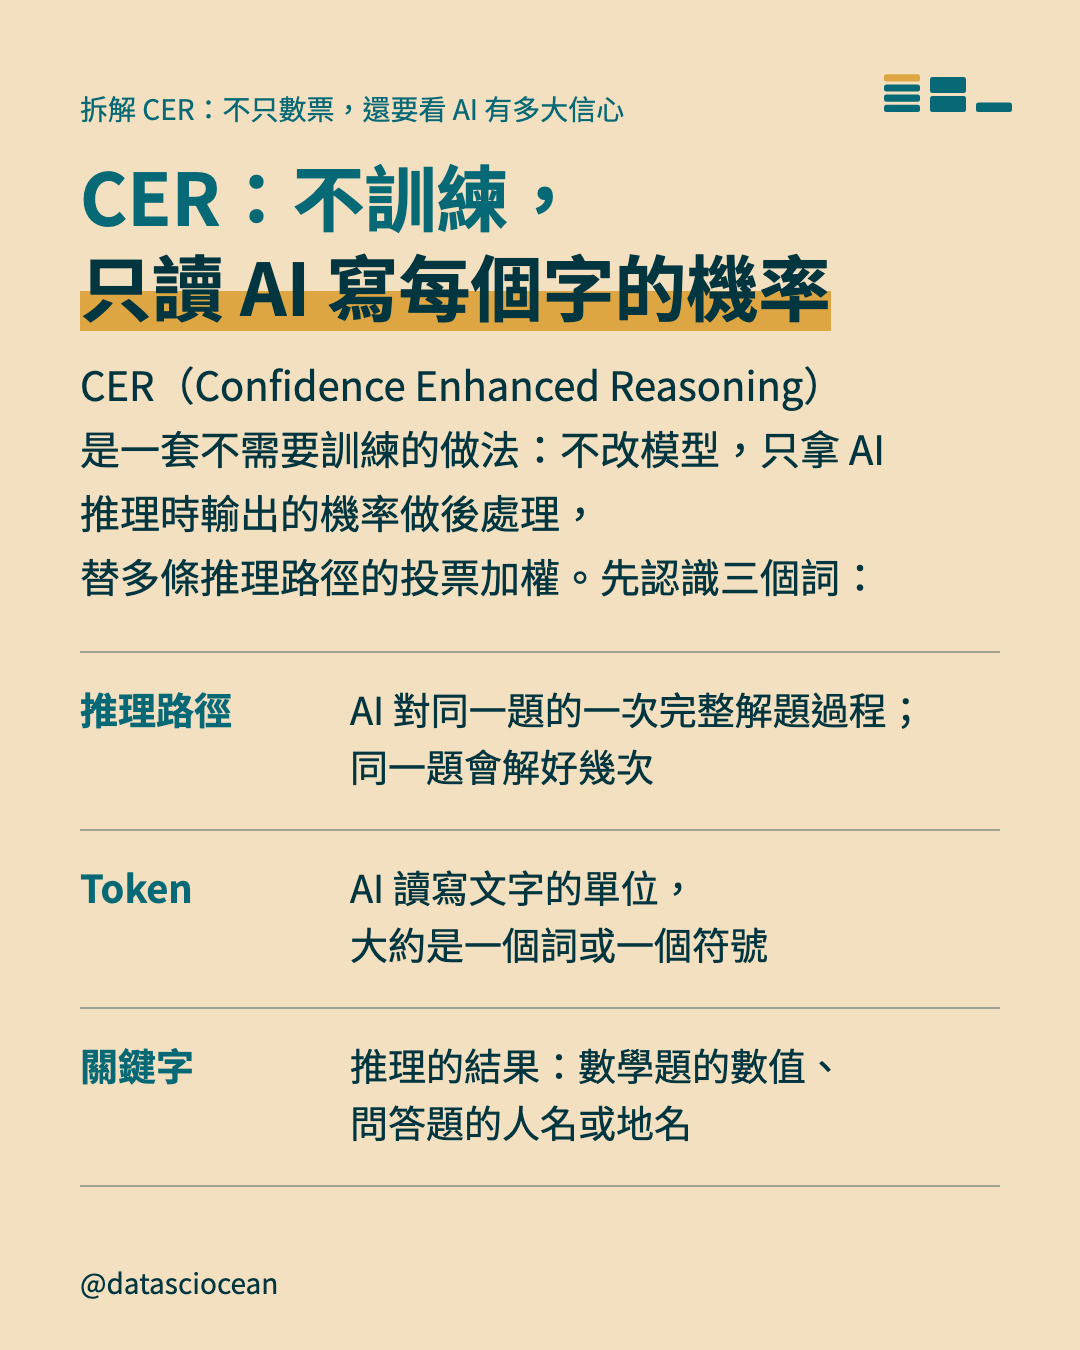 拆解 CER：不只數票，還要看 AI 有多大信心
CER：不訓練，
只讀 AI 寫每個字的機率
CER（Confidence Enhanced Reasoning）
是一套不需要訓練的做法：不改模型，只拿 AI
推理時輸出的機率做後處理，
替多條推理路徑的投票加權。先認識三個詞：
推理路徑
AI 對同一題的一次完整解題過程；
同一題會解好幾次
Token
AI 讀寫文字的單位，
大約是一個詞或一個符號
關鍵字
推理的結果：數學題的數值、
問答題的人名或地名
@datasciocean